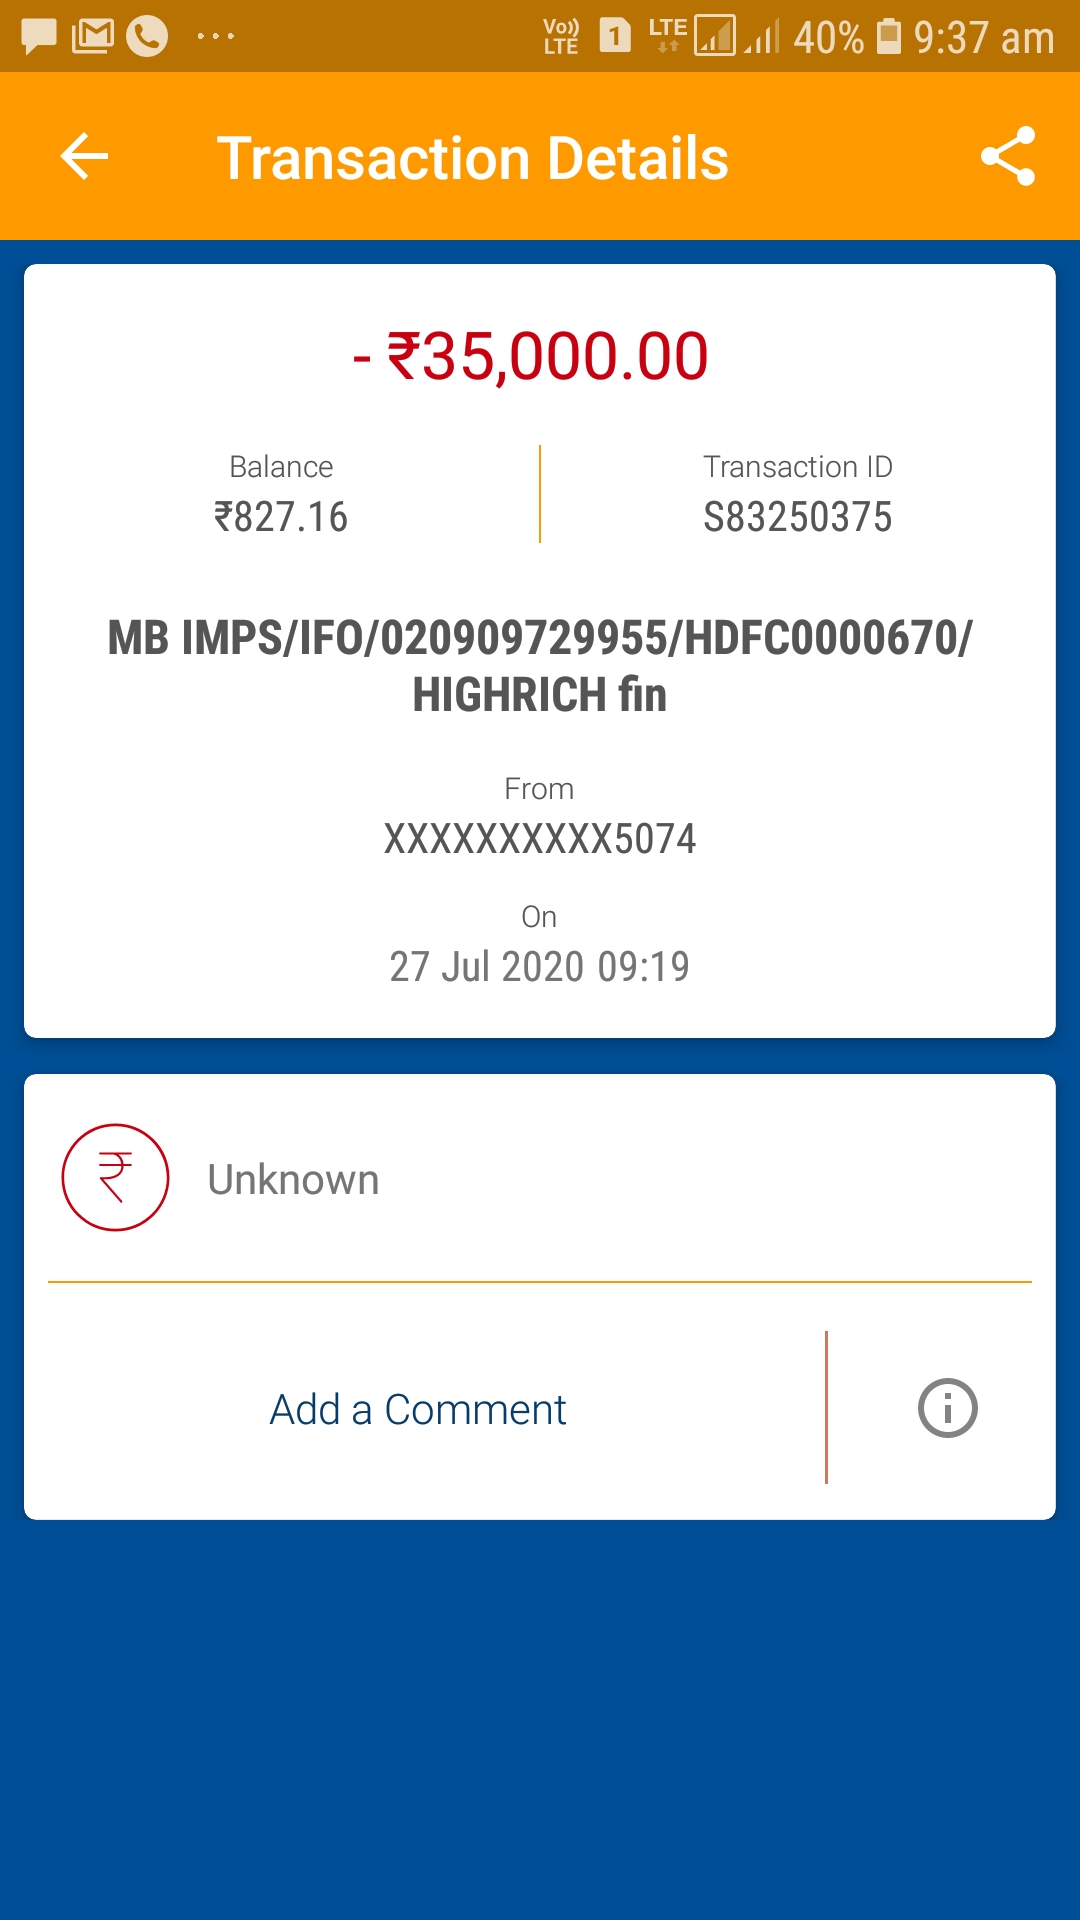 Vo)) LTE 1 LTE 40% 9:37 am
Transaction Details
- ₹35,000.00
Balance Transaction ID
₹827.16 S83250375
MB IMPS/IFO/020909729955/HDFC0000670/
HIGHRICH fin
From
XXXXXXXXXX5074
On
27 Jul 2020 09:19
₹ Unknown
Add a Comment